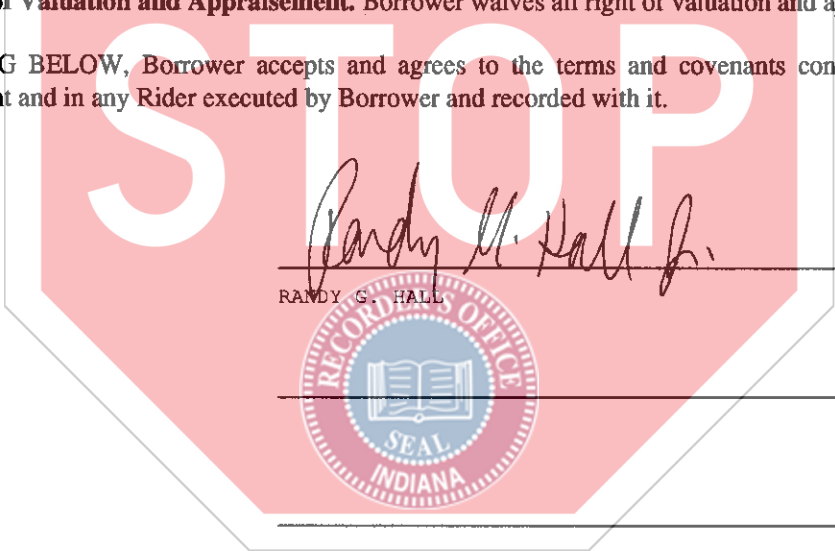 of Valuation and Appraisement. Borrower waives all right of valuation and a
G BELOW, Borrower accepts and agrees to the terms and covenants con
t and in any Rider executed by Borrower and recorded with it.
STOP
Randy M. Hall Jr.
RANDY G. HALL
RECORDER'S OFFICE
SEAL
INDIANA